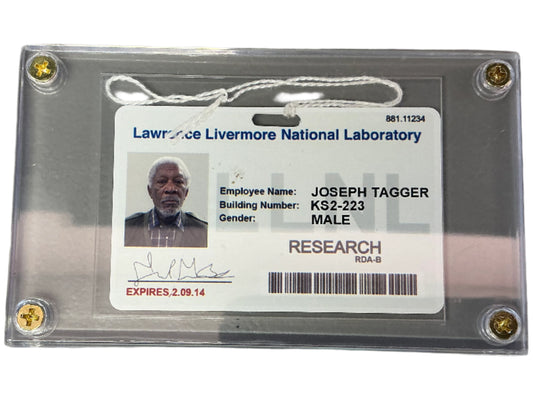 881.11234
Lawrence Livermore National Laboratory
LLNL
Employee Name: JOSEPH TAGGER
Building Number: KS2-223
Gender: MALE
RESEARCH
RDA-B
EXPIRES 2.09.14